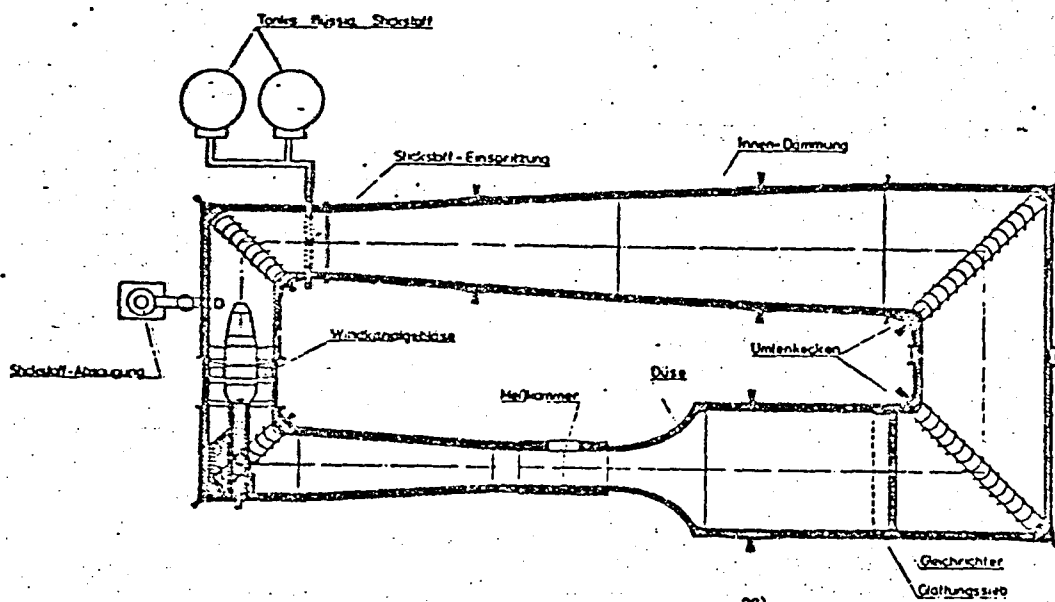 Tanks flüssig Stickstoff
Stickstoff-Einspritzung
Innen-Dämmung
Windkanalgebläse
Stickstoff-Absaugung
Umlenkecken
Düse
Meßkammer
Gleichrichter
Glättungssieb